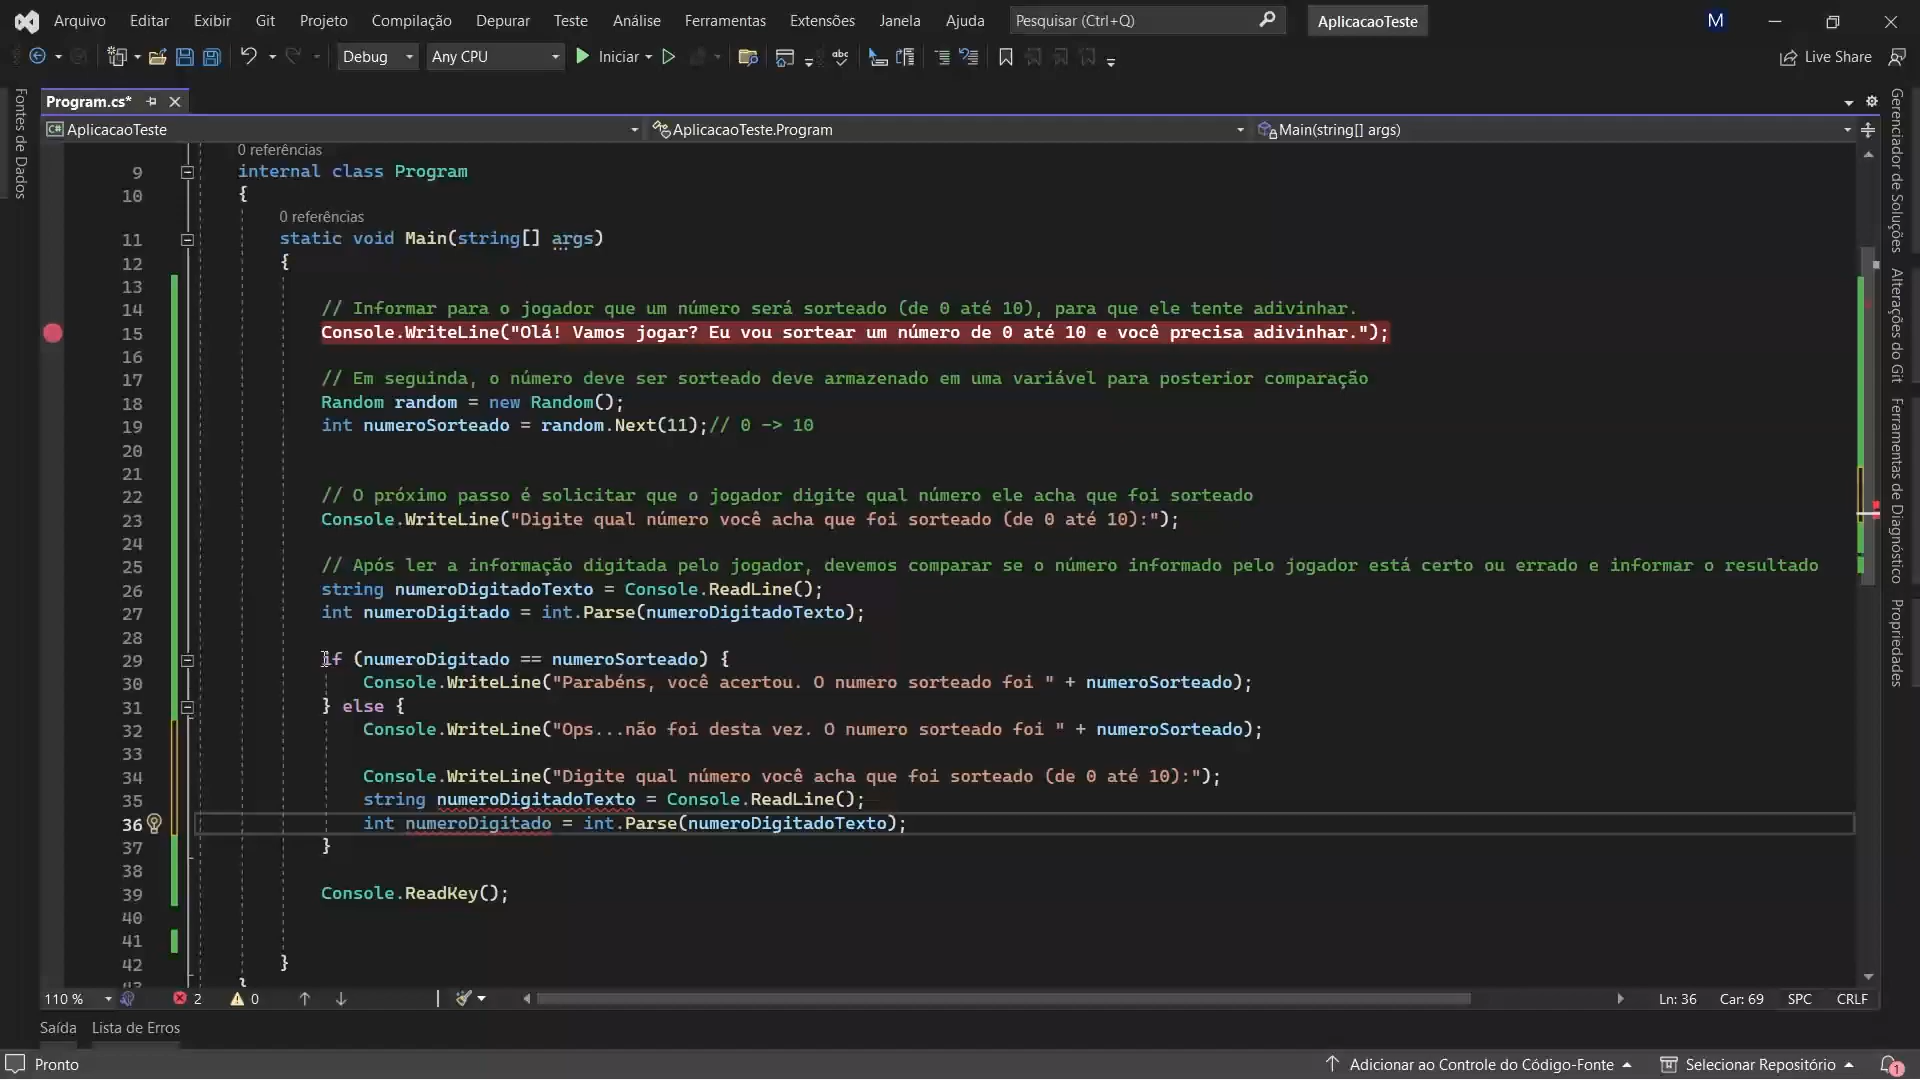 Arquivo Editar Exibir Git Projeto Compilação Depurar Teste Análise Ferramentas Extensões Janela Ajuda Pesquisar (Ctrl+Q) AplicacaoTeste M
Debug Any CPU Iniciar abc Live Share
Fontes de Dados
Program.cs*
C# AplicacaoTeste AplicacaoTeste.Program Main(string[] args)
0 referências
9 internal class Program
10 {
0 referências
11 static void Main(string[] args)
12 {
13
14 // Informar para o jogador que um número será sorteado (de 0 até 10), para que ele tente adivinhar.
15 Console.WriteLine("Olá! Vamos jogar? Eu vou sortear um número de 0 até 10 e você precisa adivinhar.");
16
17 // Em seguinda, o número deve ser sorteado deve armazenado em uma variável para posterior comparação
18 Random random = new Random();
19 int numeroSorteado = random.Next(11);// 0 -> 10
20
21
22 // O próximo passo é solicitar que o jogador digite qual número ele acha que foi sorteado
23 Console.WriteLine("Digite qual número você acha que foi sorteado (de 0 até 10):");
24
25 // Após ler a informação digitada pelo jogador, devemos comparar se o número informado pelo jogador está certo ou errado e informar o resultado
26 string numeroDigitadoTexto = Console.ReadLine();
27 int numeroDigitado = int.Parse(numeroDigitadoTexto);
28
29 if (numeroDigitado == numeroSorteado) {
30 Console.WriteLine("Parabéns, você acertou. O numero sorteado foi " + numeroSorteado);
31 } else {
32 Console.WriteLine("Ops...não foi desta vez. O numero sorteado foi " + numeroSorteado);
33
34 Console.WriteLine("Digite qual número você acha que foi sorteado (de 0 até 10):");
35 string numeroDigitadoTexto = Console.ReadLine();
36 int numeroDigitado = int.Parse(numeroDigitadoTexto);
37 }
38
39 Console.ReadKey();
40
41
42 }
43 }
Gerenciador de Soluções
Alterações do Git
Ferramentas de Diagnóstico
Propriedades
110 % 2 0 Ln: 36 Car: 69 SPC CRLF
Saída Lista de Erros
Pronto Adicionar ao Controle do Código-Fonte Selecionar Repositório 1